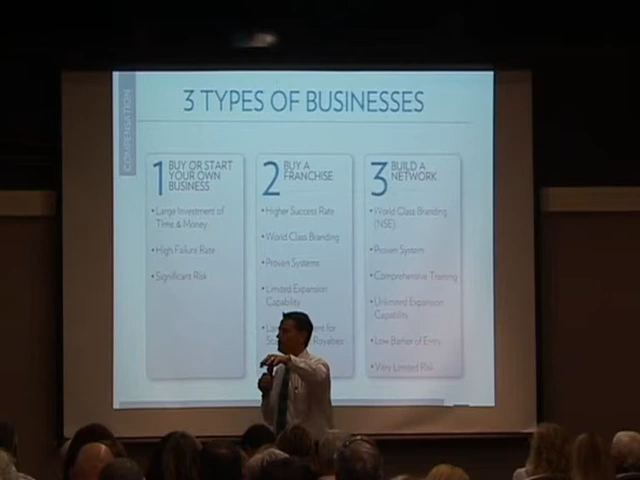 COMPENSATION
3 TYPES OF BUSINESSES
1 BUY OR START
YOUR OWN
BUSINESS
• Large Investment of
Time & Money
• High Failure Rate
• Significant Risk
2 BUY A
FRANCHISE
• Higher Success Rate
• World Class Branding
• Proven Systems
• Limited Expansion
Capability
for
Royalties
3 BUILD A
NETWORK
• World Class Branding
(NSE)
• Proven System
• Comprehensive Training
• Unlimited Expansion
Capability
• Low Barrier of Entry
• Very Limited Risk